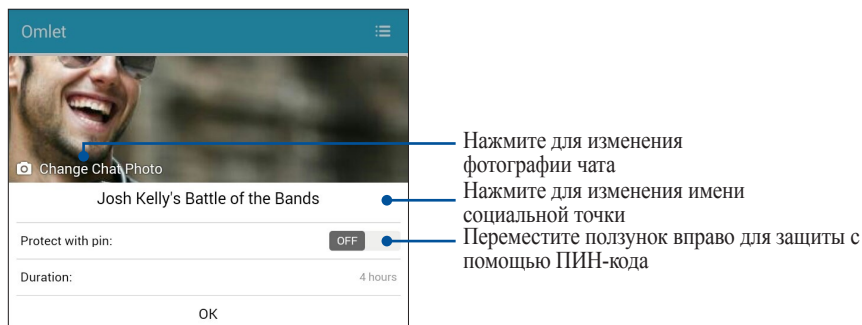 Omlet
Change Chat Photo
Josh Kelly's Battle of the Bands
Protect with pin:
OFF
Duration:
4 hours
OK
Нажмите для изменения
фотографии чата
Нажмите для изменения имени
социальной точки
Переместите ползунок вправо для защиты с
помощью ПИН-кода